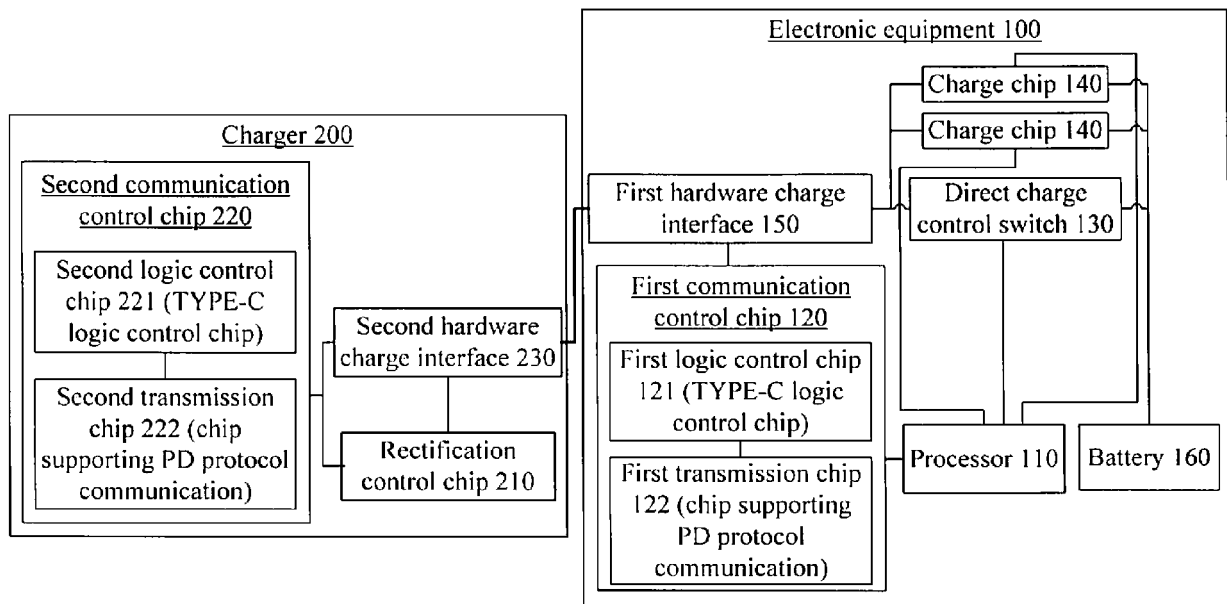 Electronic equipment 100
Charge chip 140
Charge chip 140
Charger 200
Second communication
control chip 220
Second logic control
chip 221 (TYPE-C
logic control chip)
Second transmission
chip 222 (chip
supporting PD protocol
communication)
Second hardware
charge interface 230
Rectification
control chip 210
First hardware charge
interface 150
Direct charge
control switch 130
First communication
control chip 120
First logic control chip
121 (TYPE-C logic
control chip)
First transmission chip
122 (chip supporting
PD protocol
communication)
Processor 110
Battery 160